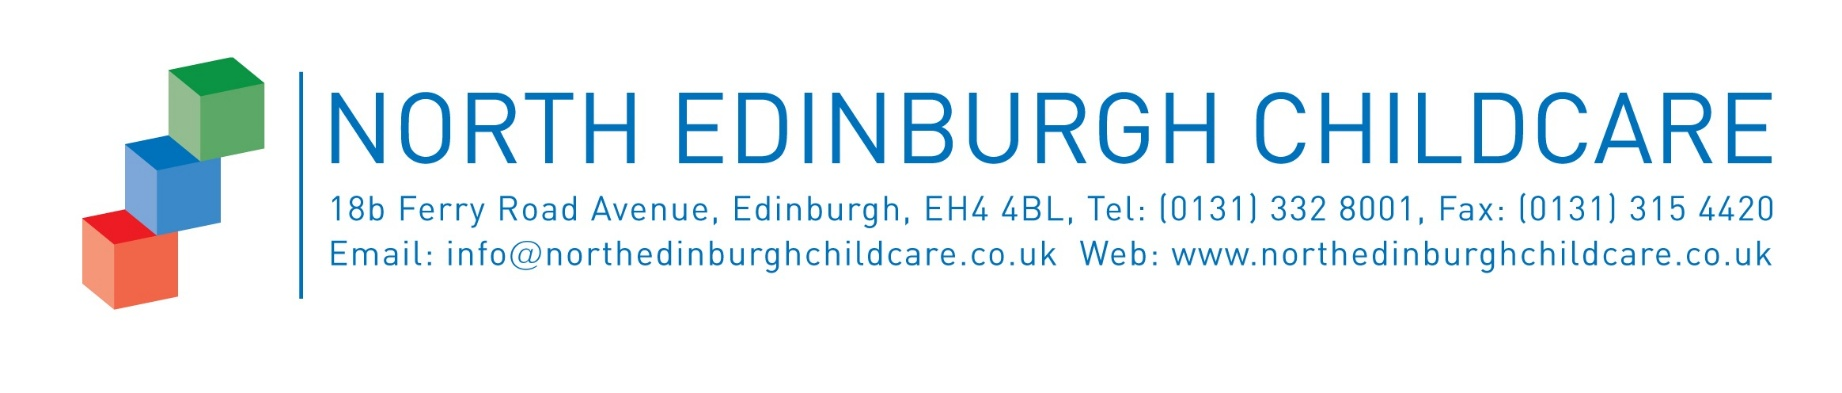 NORTH EDINBURGH CHILDCARE
18b Ferry Road Avenue, Edinburgh, EH4 4BL, Tel: (0131) 332 8001, Fax: (0131) 315 4420
Email: info@northedinburghchildcare.co.uk  Web: www.northedinburghchildcare.co.uk